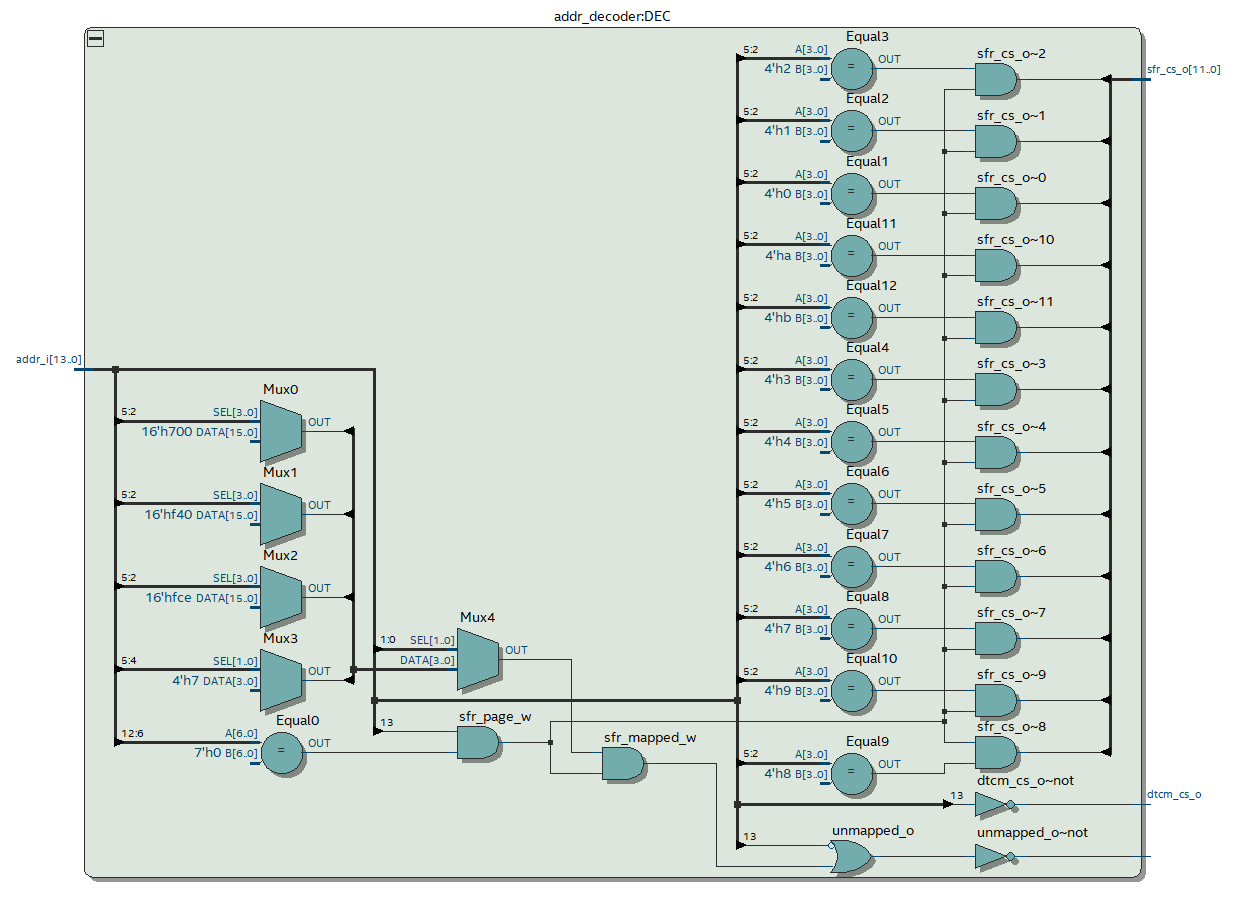 addr_decoder:DEC
sfr_cs_o[11..0]
Equal3
5:2 A[3..0]
4'h2 B[3..0]
OUT
sfr_cs_o~2
Equal2
5:2 A[3..0]
4'h1 B[3..0]
OUT
sfr_cs_o~1
Equal1
5:2 A[3..0]
4'h0 B[3..0]
OUT
sfr_cs_o~0
Equal11
5:2 A[3..0]
4'ha B[3..0]
OUT
sfr_cs_o~10
Equal12
5:2 A[3..0]
4'hb B[3..0]
OUT
sfr_cs_o~11
Equal4
5:2 A[3..0]
4'h3 B[3..0]
OUT
sfr_cs_o~3
Equal5
5:2 A[3..0]
4'h4 B[3..0]
OUT
sfr_cs_o~4
Equal6
5:2 A[3..0]
4'h5 B[3..0]
OUT
sfr_cs_o~5
Equal7
5:2 A[3..0]
4'h6 B[3..0]
OUT
sfr_cs_o~6
Equal8
5:2 A[3..0]
4'h7 B[3..0]
OUT
sfr_cs_o~7
Equal10
5:2 A[3..0]
4'h9 B[3..0]
OUT
sfr_cs_o~9
Equal9
5:2 A[3..0]
4'h8 B[3..0]
OUT
sfr_cs_o~8
addr_i[13..0]
Mux0
5:2 SEL[3..0]
16'h700 DATA[15..0]
OUT
Mux1
5:2 SEL[3..0]
16'hf40 DATA[15..0]
OUT
Mux2
5:2 SEL[3..0]
16'hfce DATA[15..0]
OUT
Mux3
5:4 SEL[1..0]
4'h7 DATA[3..0]
OUT
Equal0
12:6 A[6..0]
7'h0 B[6..0]
OUT
Mux4
1:0 SEL[1..0]
DATA[3..0]
OUT
13
sfr_page_w
sfr_mapped_w
dtcm_cs_o~not
13
dtcm_cs_o
unmapped_o
13
unmapped_o~not